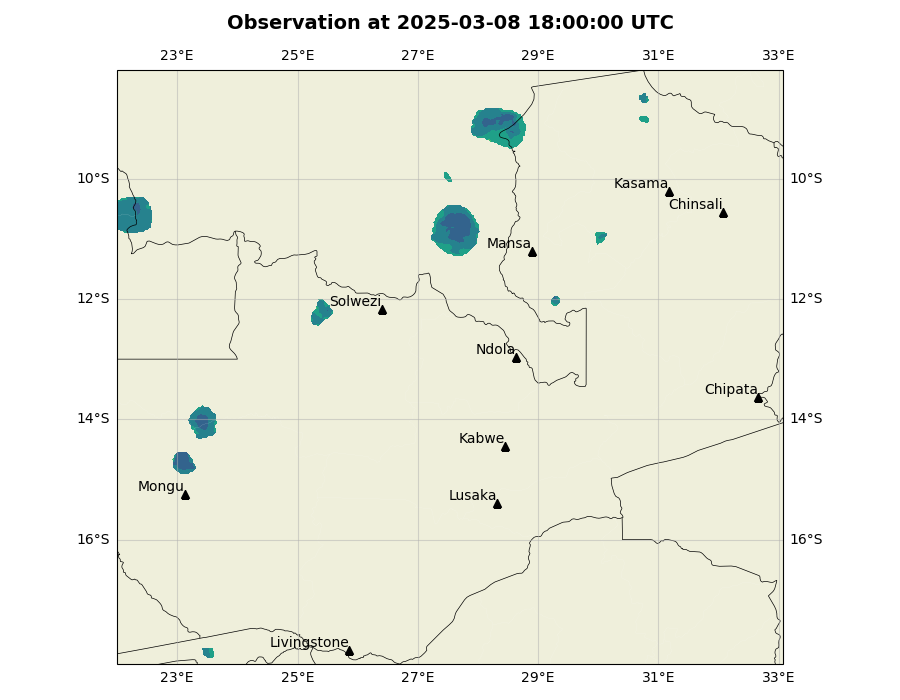 Observation at 2025-03-08 18:00:00 UTC
23°E 25°E 27°E 29°E 31°E 33°E
10°S 10°S
Kasama
Chinsali
Mansa
12°S 12°S
Solwezi
Ndola
Chipata
14°S 14°S
Kabwe
Mongu
Lusaka
16°S 16°S
Livingstone
23°E 25°E 27°E 29°E 31°E 33°E